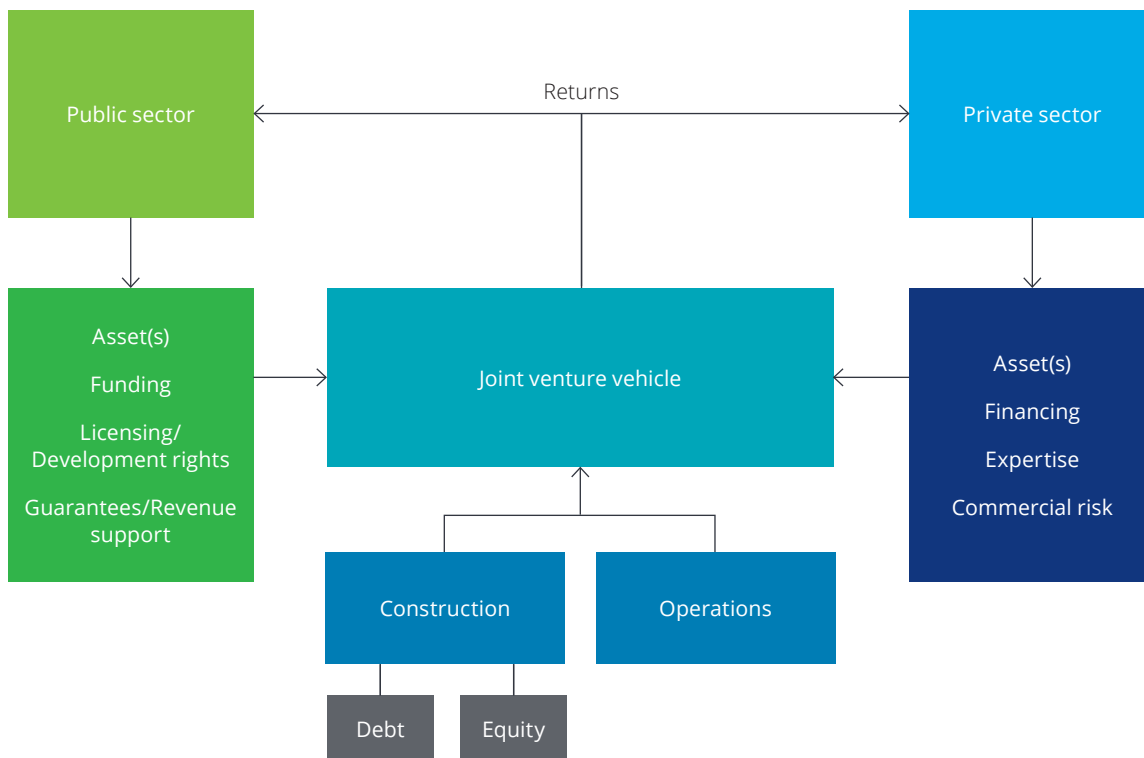 Public sector
Returns
Private sector
Asset(s)
Funding
Licensing/
Development rights
Guarantees/Revenue
support
Joint venture vehicle
Asset(s)
Financing
Expertise
Commercial risk
Construction
Operations
Debt
Equity